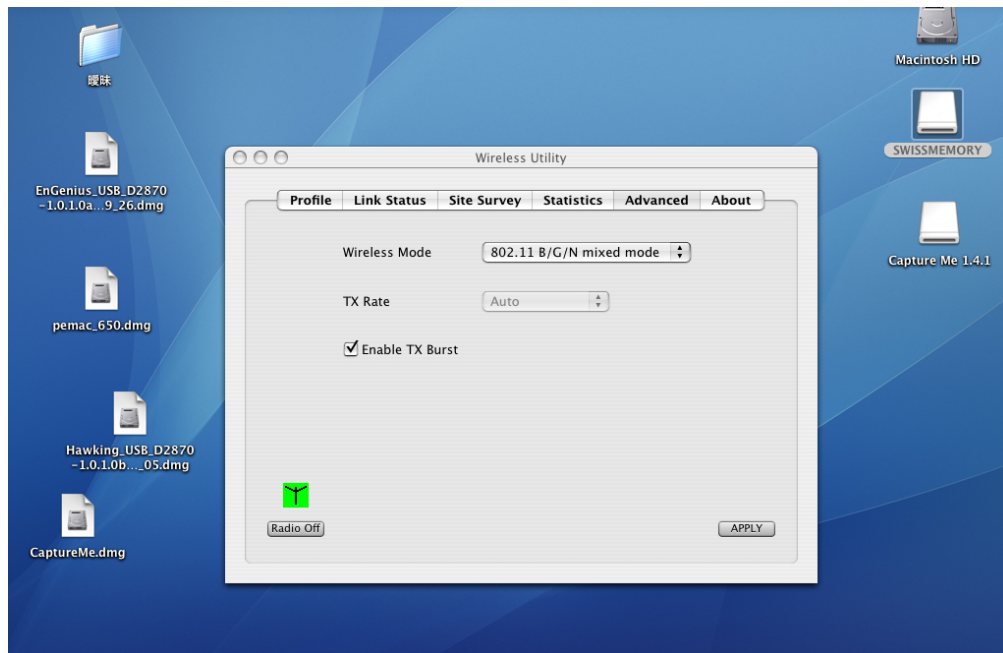 曖昧
EnGenius_USB_D2870
-1.0.1.0a...9_26.dmg
pemac_650.dmg
Hawking_USB_D2870
-1.0.1.0b..._05.dmg
CaptureMe.dmg
Wireless Utility
Profile Link Status Site Survey Statistics Advanced About
Wireless Mode 802.11 B/G/N mixed mode
TX Rate Auto
Enable TX Burst
Radio Off APPLY
Macintosh HD
SWISSMEMORY
Capture Me 1.4.1